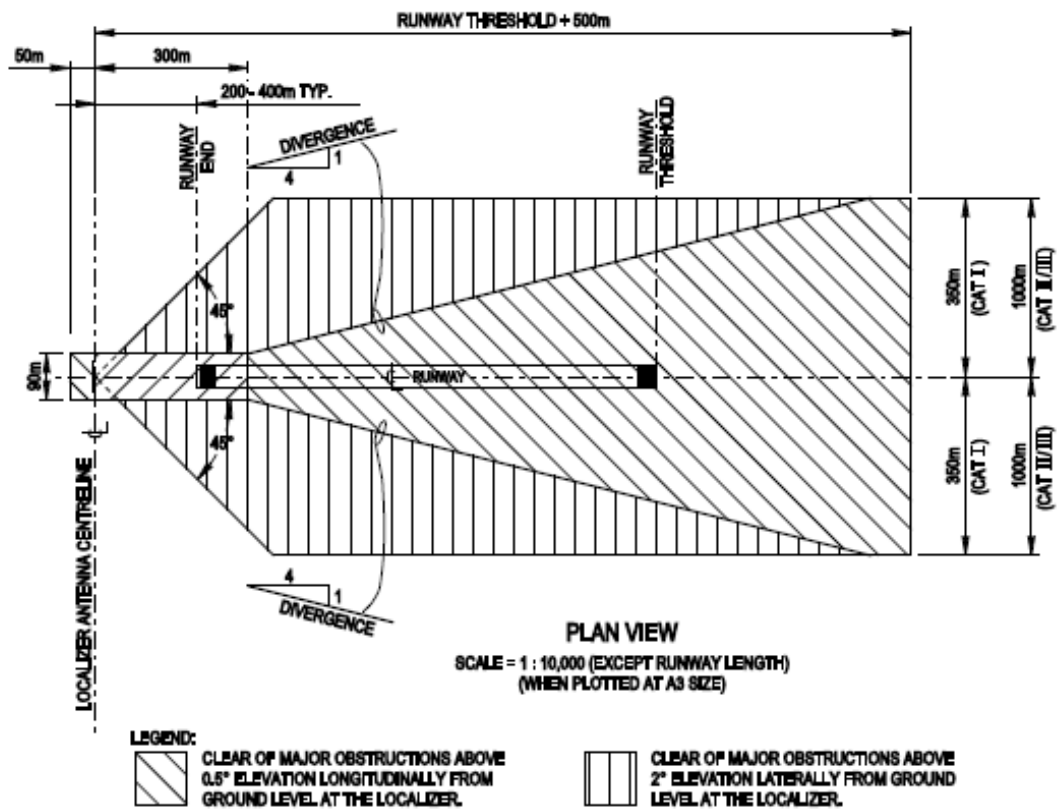 RUNWAY THRESHOLD + 500m
50m
300m
200 - 400m TYP.
RUNWAY
END
DIVERGENCE
1
4
RUNWAY
THRESHOLD
45°
350m
(CAT I)
1000m
(CAT II/III)
90m
RUNWAY
45°
350m
(CAT I)
1000m
(CAT II/III)
LOCALIZER ANTENNA CENTRELINE
4
1
DIVERGENCE
PLAN VIEW
SCALE = 1 : 10,000 (EXCEPT RUNWAY LENGTH)
(WHEN PLOTTED AT A3 SIZE)
LEGEND:
CLEAR OF MAJOR OBSTRUCTIONS ABOVE
0.5° ELEVATION LONGITUDINALLY FROM
GROUND LEVEL AT THE LOCALIZER.
CLEAR OF MAJOR OBSTRUCTIONS ABOVE
2° ELEVATION LATERALLY FROM GROUND
LEVEL AT THE LOCALIZER.